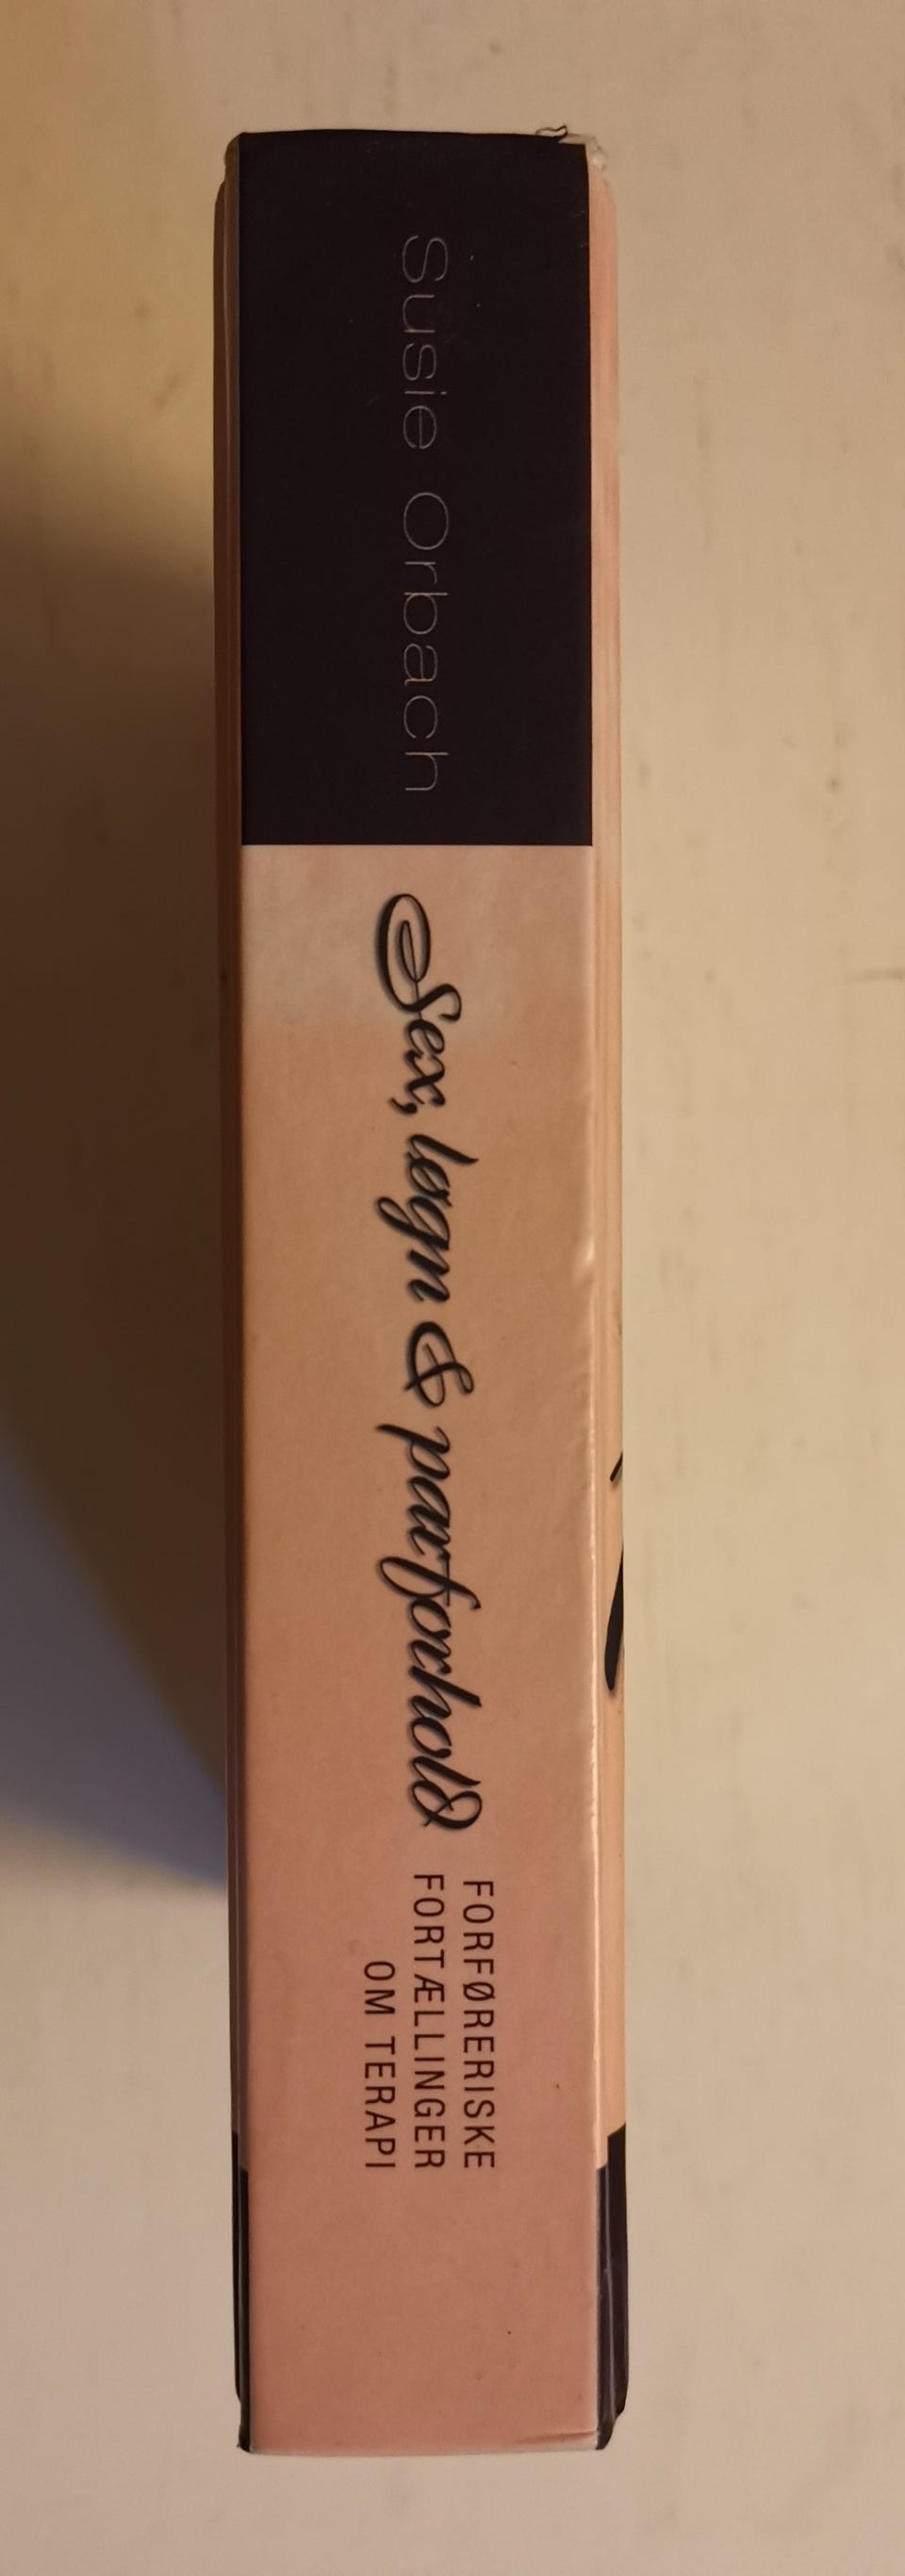 Susie Orbach
Sex, løgn & parforhold
FORFØRERISKE
FORTÆLLINGER
OM TERAPI